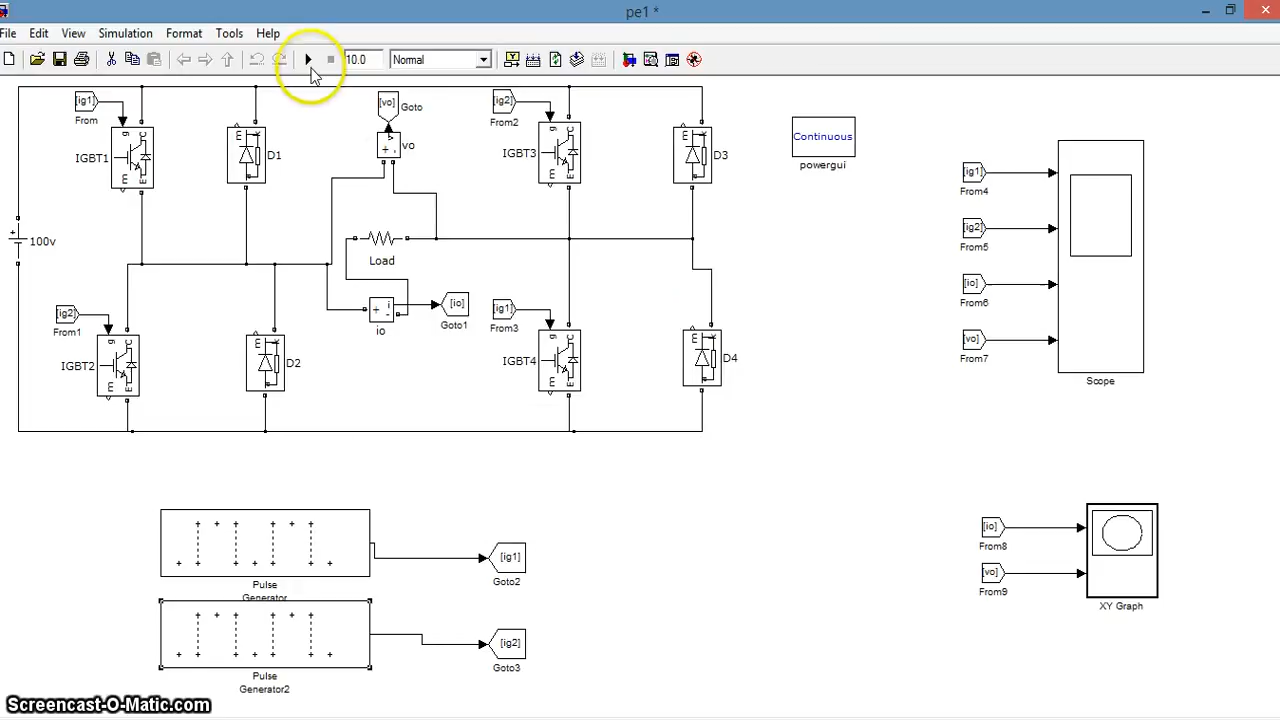 pe1 *
File Edit View Simulation Format Tools Help
10.0 Normal
[ig1]
From
IGBT1
g C
E E
D1
[vo] Goto
vo
[ig2]
From2
IGBT3
g C
E E
D3
Continuous
powergui
[ig1]
From4
[ig2]
From5
[io]
From6
[vo]
From7
Scope
100v
Load
[ig2]
From1
IGBT2
g C
E E
D2
io
[io]
Goto1
[ig1]
From3
IGBT4
g C
E E
D4
Pulse
Generator
[ig1]
Goto2
Pulse
Generator2
[ig2]
Goto3
[io]
From8
[vo]
From9
XY Graph
Screencast-O-Matic.com